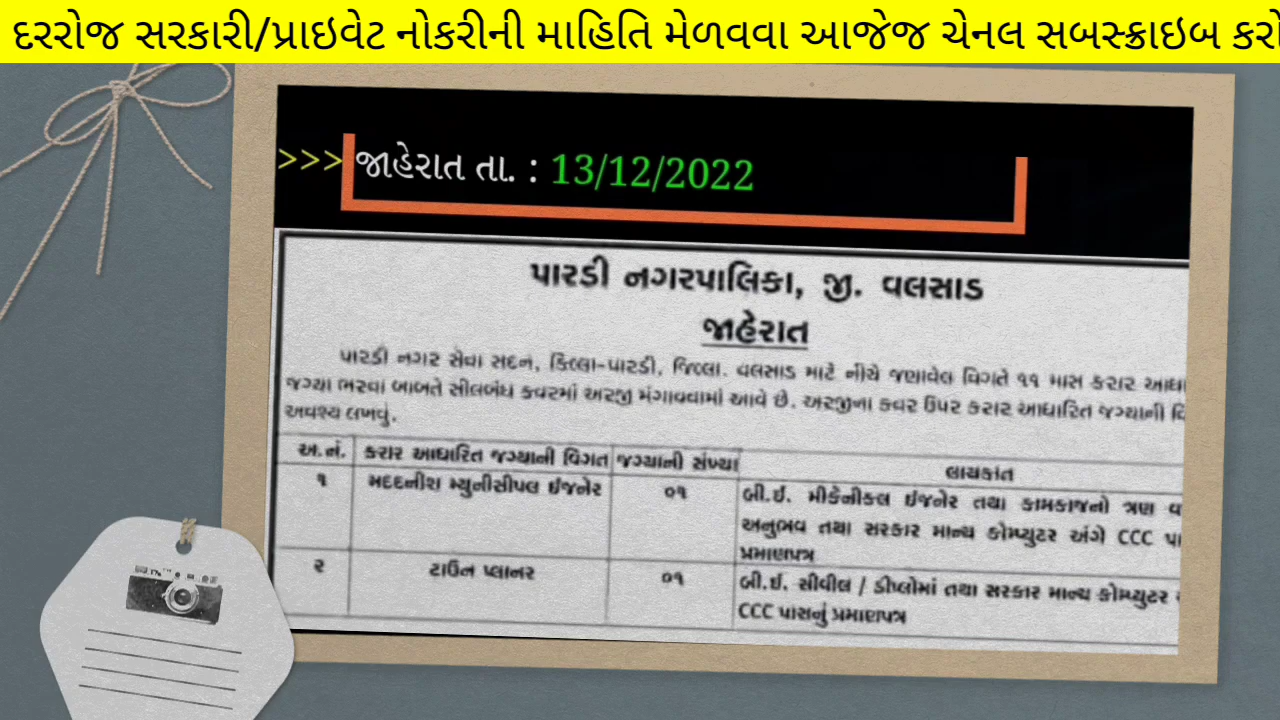 દરરોજ સરકારી/પ્રાઇવેટ નોકરીની માહિતિ મેળવવા આજેજ ચેનલ સબસ્ક્રાઇબ કરો
>>> જાહેરાત તા. : 13/12/2022
પારડી નગરપાલિકા, જી. વલસાડ
જાહેરાત
પારડી નગર સેવા સદન, કિલ્લા-પારડી, જિલ્લા. વલસાડ માટે નીચે જણાવેલ વિગતે ૧૧ માસ કરાર
જગ્યા ભરવા બાબતે સીલબંધ કવરમાં અરજી મંગાવવામાં આવે છે. અરજીના કવર ઉપર કરાર આધારિત જગ્યાની
અવશ્ય લખવું.
અ.નં. કરાર આધારિત જગ્યાની વિગત જગ્યાની સંખ્યા લાયકાત
૧ મદદનીશ મ્યુનીસીપલ ઈજનેર ૦૧ બી.ઈ. મીકેનીકલ ઈજનેર તથા કામકાજનો ત્રણ
અનુભવ તથા સરકાર માન્ય કોમ્પ્યુટર અંગે CCC
પ્રમાણપત્ર
૨ ટાઉન પ્લાનર ૦૧ બી.ઈ. સીવીલ / ડીપ્લોમાં તથા સરકાર માન્ય કોમ્પ્યુટર
CCC પાસનું પ્રમાણપત્ર